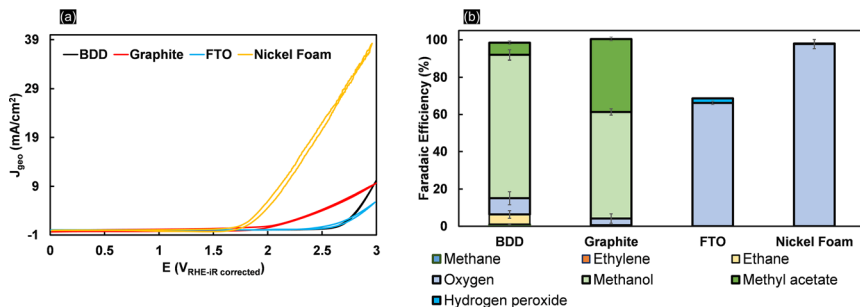 (a)
39
29
19
9
-1
J geo (mA/cm²)
BDD Graphite FTO Nickel Foam
0 0.5 1 1.5 2 2.5 3
E (V RHE-iR corrected)
(b)
100
80
60
40
20
0
Faradaic Efficiency (%)
BDD Graphite FTO Nickel Foam
Methane Ethylene Ethane
Oxygen Methanol Methyl acetate
Hydrogen peroxide